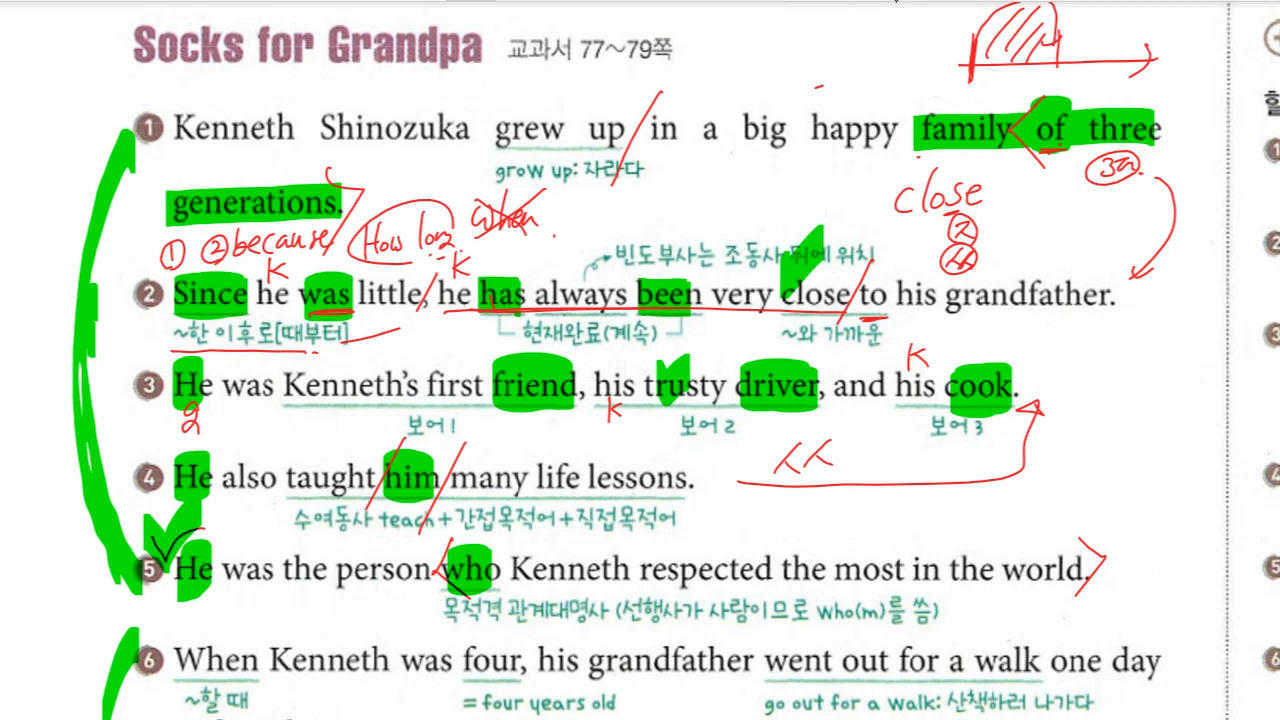 Socks for Grandpa 교과서 77~79쪽
1 Kenneth Shinozuka grew up in a big happy family of three
grow up: 자라다
close
generations.
① ② because How long when
K K
빈도부사는 조동사 뒤에 위치
2 Since he was little, he has always been very close to his grandfather.
~한 이후로[때부터] 현재완료(계속) ~와 가까운
K
3 He was Kenneth's first friend, his trusty driver, and his cook.
g K
보어 1 보어 2 보어 3
4 He also taught him many life lessons.
수여동사 teach + 간접목적어 + 직접목적어
5 He was the person who Kenneth respected the most in the world.
목적격 관계대명사 (선행사가 사람이므로 who(m)를 씀)
6 When Kenneth was four, his grandfather went out for a walk one day
~할 때 = four years old go out for a walk: 산책하러 나가다